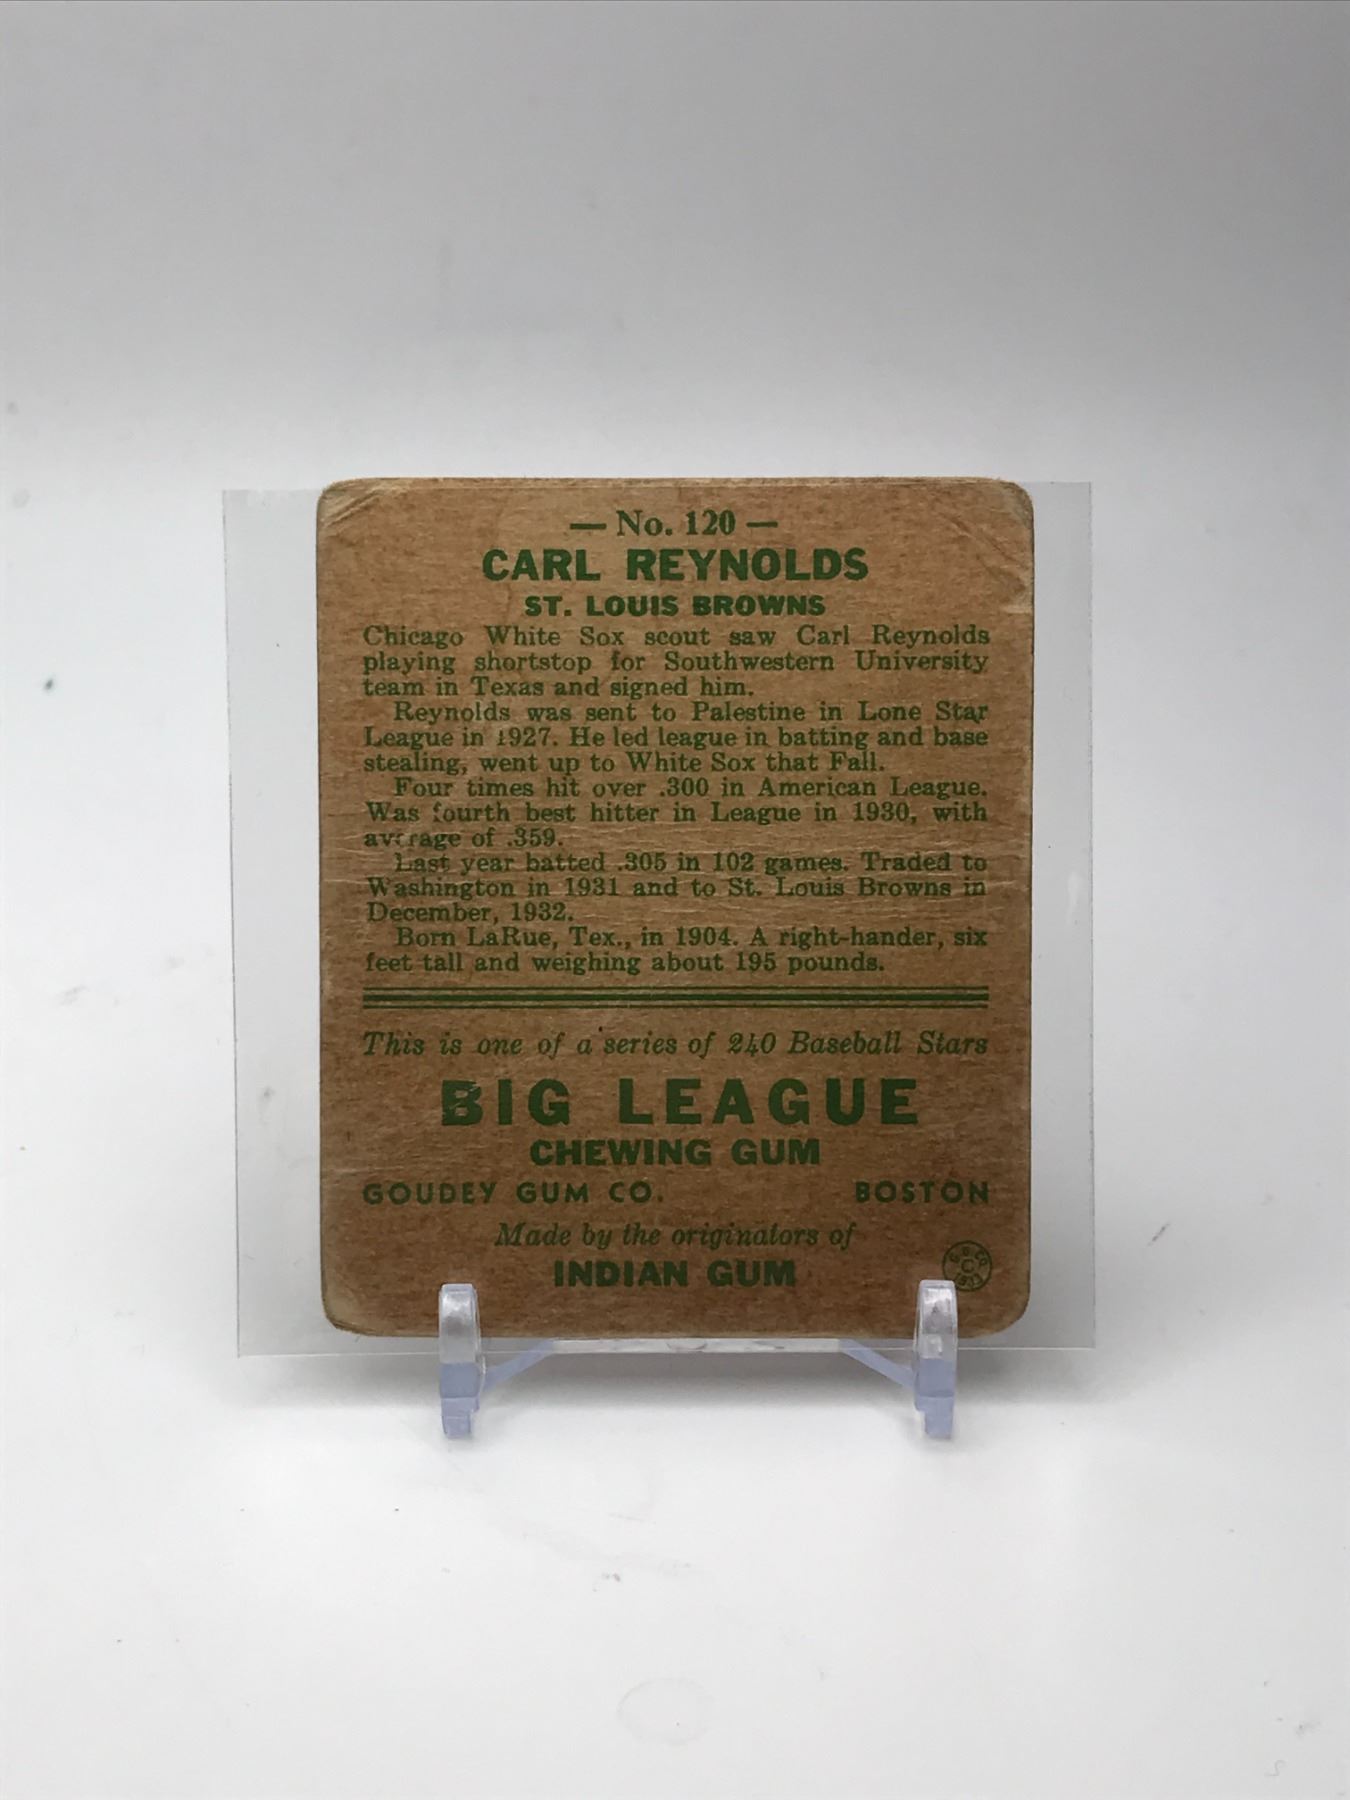 — No. 120 —
CARL REYNOLDS
ST. LOUIS BROWNS
Chicago White Sox scout saw Carl Reynolds
playing shortstop for Southwestern University
team in Texas and signed him.
Reynolds was sent to Palestine in Lone Star
League in 1927. He led league in batting and base
stealing, went up to White Sox that Fall.
Four times hit over .300 in American League.
Was fourth best hitter in League in 1930, with
average of .359.
Last year batted .305 in 102 games. Traded to
Washington in 1931 and to St. Louis Browns in
December, 1932.
Born LaRue, Tex., in 1904. A right-hander, six
feet tall and weighing about 195 pounds.
This is one of a series of 240 Baseball Stars
BIG LEAGUE
CHEWING GUM
GOUDEY GUM CO. BOSTON
Made by the originators of
INDIAN GUM